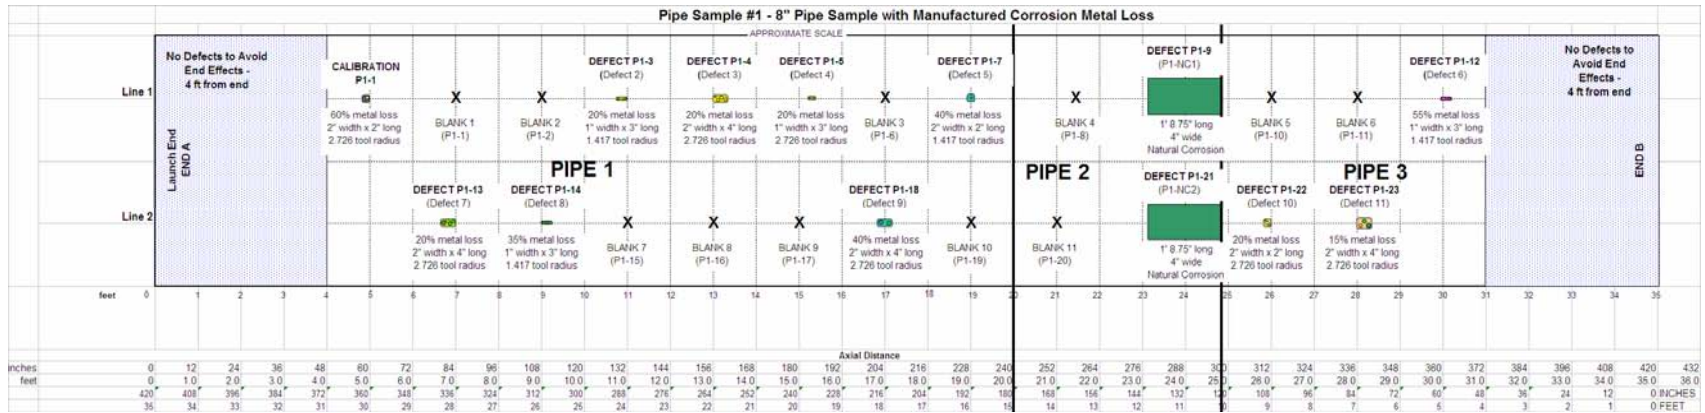 Pipe Sample #1 - 8" Pipe Sample with Manufactured Corrosion Metal Loss
APPROXIMATE SCALE
No Defects to Avoid
End Effects -
4 ft from end
Launch End
END A
Line 1
CALIBRATION
P1-1
60% metal loss
2" width x 2" long
2.726 tool radius
X
BLANK 1
(P1-1)
X
BLANK 2
(P1-2)
DEFECT P1-3
(Defect 2)
20% metal loss
1" width x 3" long
1.417 tool radius
DEFECT P1-4
(Defect 3)
20% metal loss
2" width x 4" long
2.726 tool radius
DEFECT P1-5
(Defect 4)
20% metal loss
1" width x 3" long
2.726 tool radius
X
BLANK 3
(P1-6)
DEFECT P1-7
(Defect 5)
40% metal loss
2" width x 2" long
1.417 tool radius
X
BLANK 4
(P1-8)
DEFECT P1-9
(P1-NC1)
1' 8.75" long
4" wide
Natural Corrosion
X
BLANK 5
(P1-10)
X
BLANK 6
(P1-11)
DEFECT P1-12
(Defect 6)
55% metal loss
1" width x 3" long
1.417 tool radius
No Defects to
Avoid End
Effects -
4 ft from end
END B
PIPE 1
PIPE 2
PIPE 3
Line 2
DEFECT P1-13
(Defect 7)
20% metal loss
2" width x 4" long
2.726 tool radius
DEFECT P1-14
(Defect 8)
35% metal loss
1" width x 3" long
1.417 tool radius
X
BLANK 7
(P1-15)
X
BLANK 8
(P1-16)
X
BLANK 9
(P1-17)
DEFECT P1-18
(Defect 9)
40% metal loss
2" width x 4" long
2.726 tool radius
X
BLANK 10
(P1-19)
X
BLANK 11
(P1-20)
DEFECT P1-21
(P1-NC2)
1' 8.75" long
4" wide
Natural Corrosion
DEFECT P1-22
(Defect 10)
20% metal loss
2" width x 2" long
2.726 tool radius
DEFECT P1-23
(Defect 11)
15% metal loss
2" width x 4" long
2.726 tool radius
feet 0 1 2 3 4 5 6 7 8 9 10 11 12 13 14 15 16 17 18 19 20 21 22 23 24 25 26 27 28 29 30 31 32 33 34 35
Axial Distance
inches 0 12 24 36 48 60 72 84 96 108 120 132 144 156 168 180 192 204 216 228 240 252 264 276 288 300 312 324 336 348 360 372 384 396 408 420 432
feet 0 1.0 2.0 3.0 4.0 5.0 6.0 7.0 8.0 9.0 10.0 11.0 12.0 13.0 14.0 15.0 16.0 17.0 18.0 19.0 20.0 21.0 22.0 23.0 24.0 25.0 26.0 27.0 28.0 29.0 30.0 31.0 32.0 33.0 34.0 35.0 36.0
420 408 396 384 372 360 348 336 324 312 300 288 276 264 252 240 228 216 204 192 180 168 156 144 132 120 108 96 84 72 60 48 36 24 12 0 INCHES
35 34 33 32 31 30 29 28 27 26 25 24 23 22 21 20 19 18 17 16 15 14 13 12 11 9 8 7 6 5 4 3 2 1 0 FEET